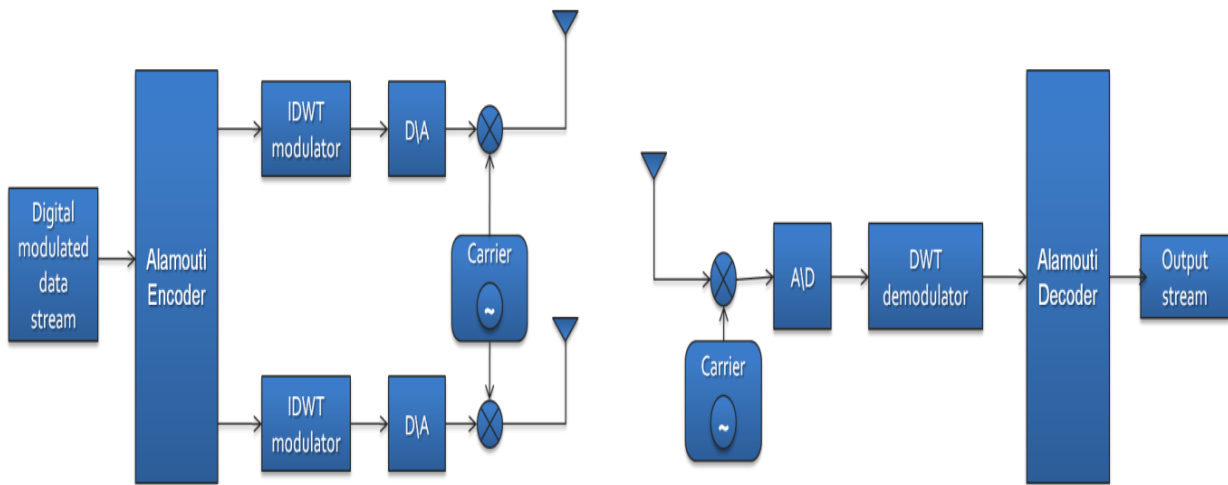 Digital
modulated
data
stream
Alamouti
Encoder
IDWT
modulator
D\A
Carrier
~
IDWT
modulator
D\A
Carrier
~
A\D
DWT
demodulator
Alamouti
Decoder
Output
stream